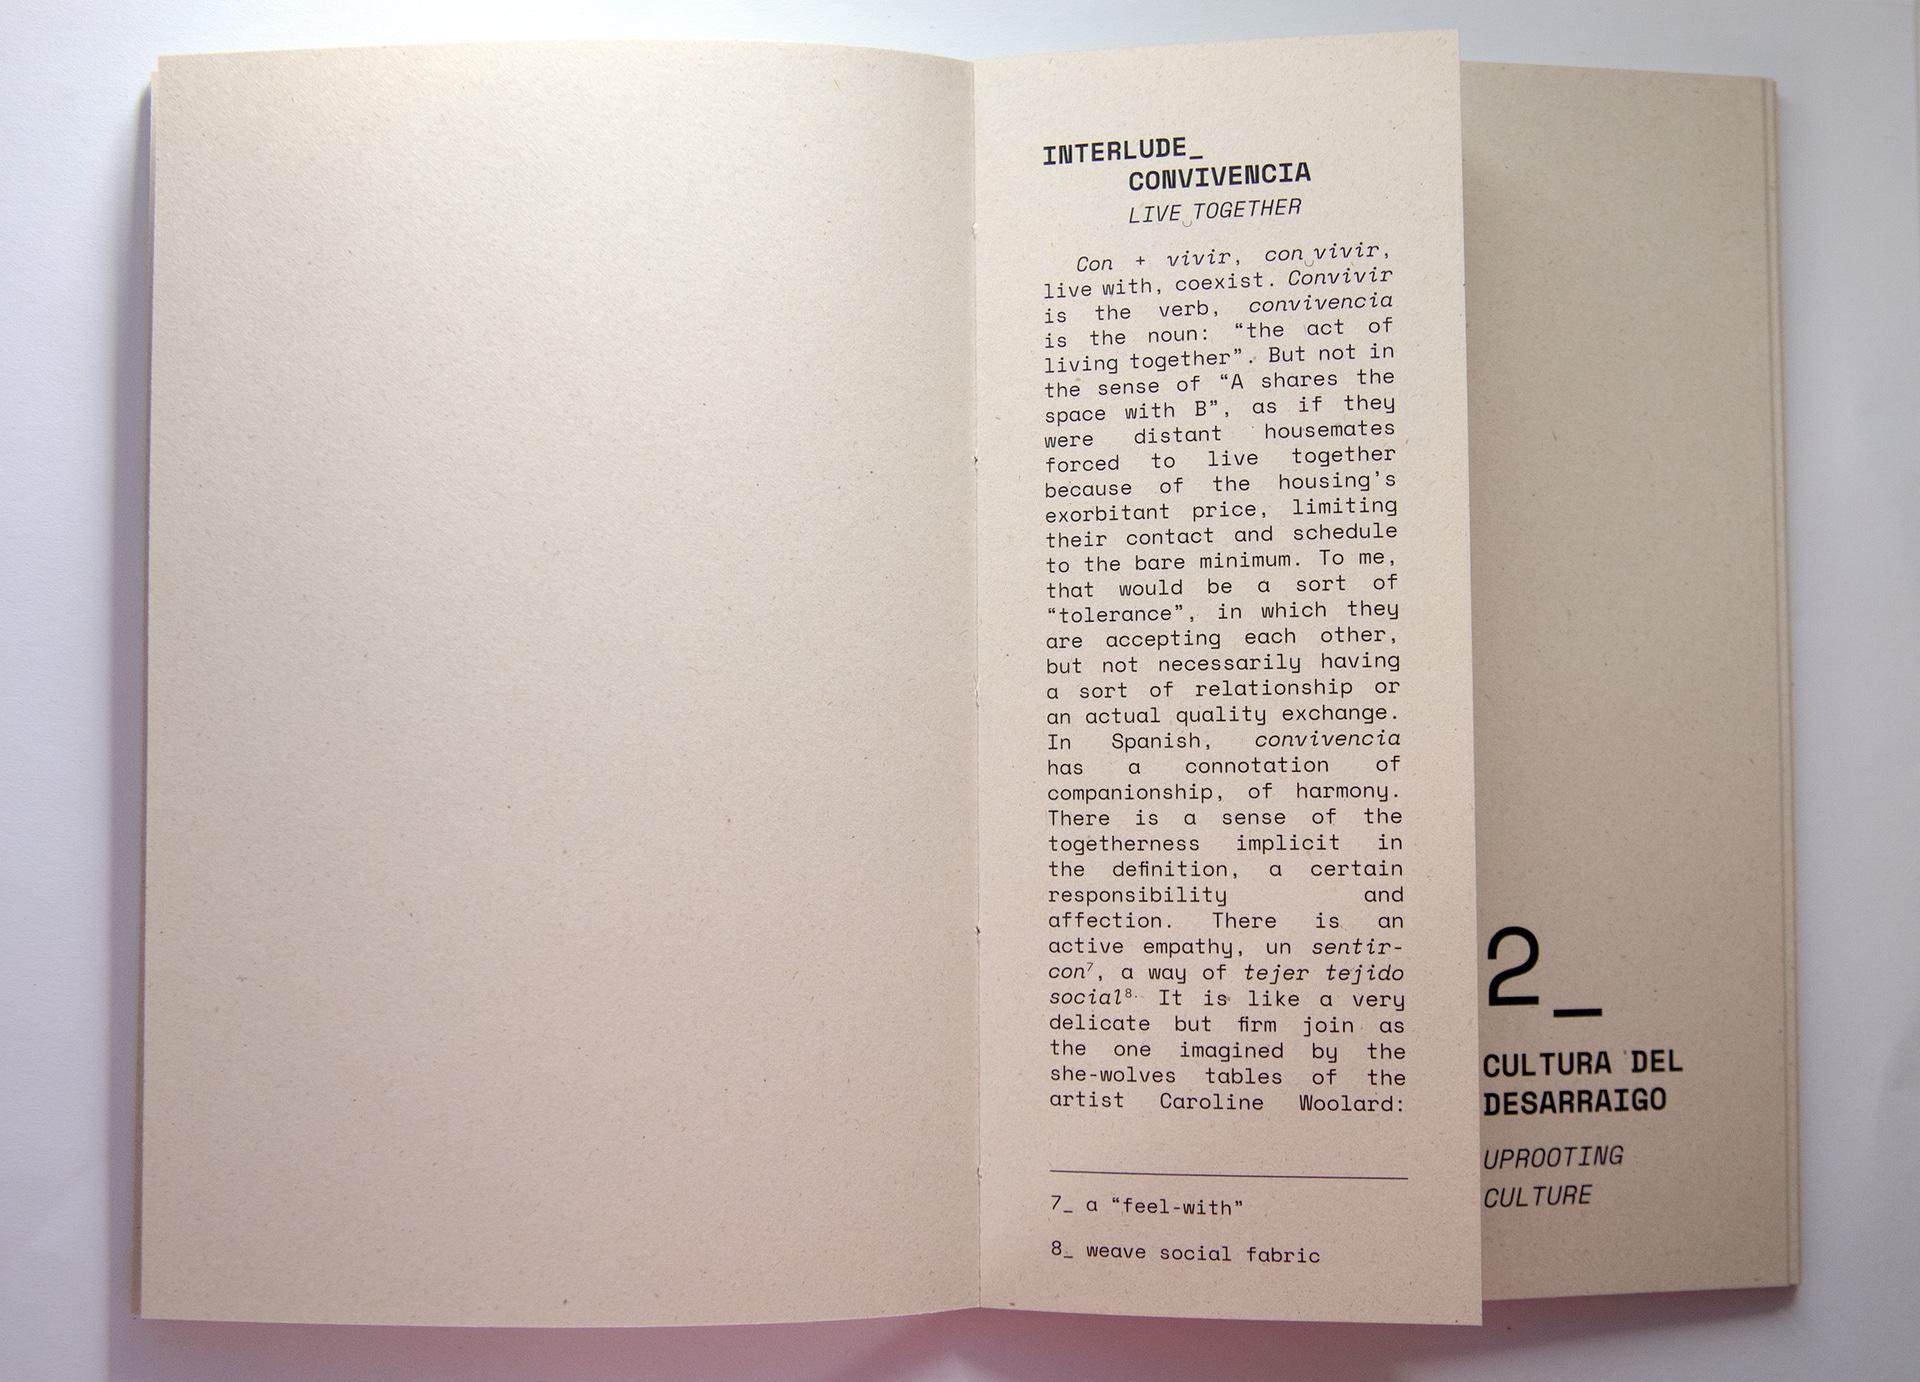 INTERLUDE_
CONVIVENCIA
LIVE‿TOGETHER
Con + vivir, con‿vivir,
live with, coexist. Convivir
is the verb, convivencia
is the noun: “the act of
living together”. But not in
the sense of “A shares the
space with B”, as if they
were distant housemates
forced to live together
because of the housing’s
exorbitant price, limiting
their contact and schedule
to the bare minimum. To me,
that would be a sort of
“tolerance”, in which they
are accepting each other,
but not necessarily having
a sort of relationship or
an actual quality exchange.
In Spanish, convivencia
has a connotation of
companionship, of harmony.
There is a sense of the
togetherness implicit in
the definition, a certain
responsibility and
affection. There is an
active empathy, un sentir-
con⁷, a way of tejer tejido
social⁸. It is like a very
delicate but firm join as
the one imagined by the
she-wolves tables of the
artist Caroline Woolard:
7_ a “feel-with”
8_ weave social fabric
2_
CULTURA DEL
DESARRAIGO
UPROOTING
CULTURE